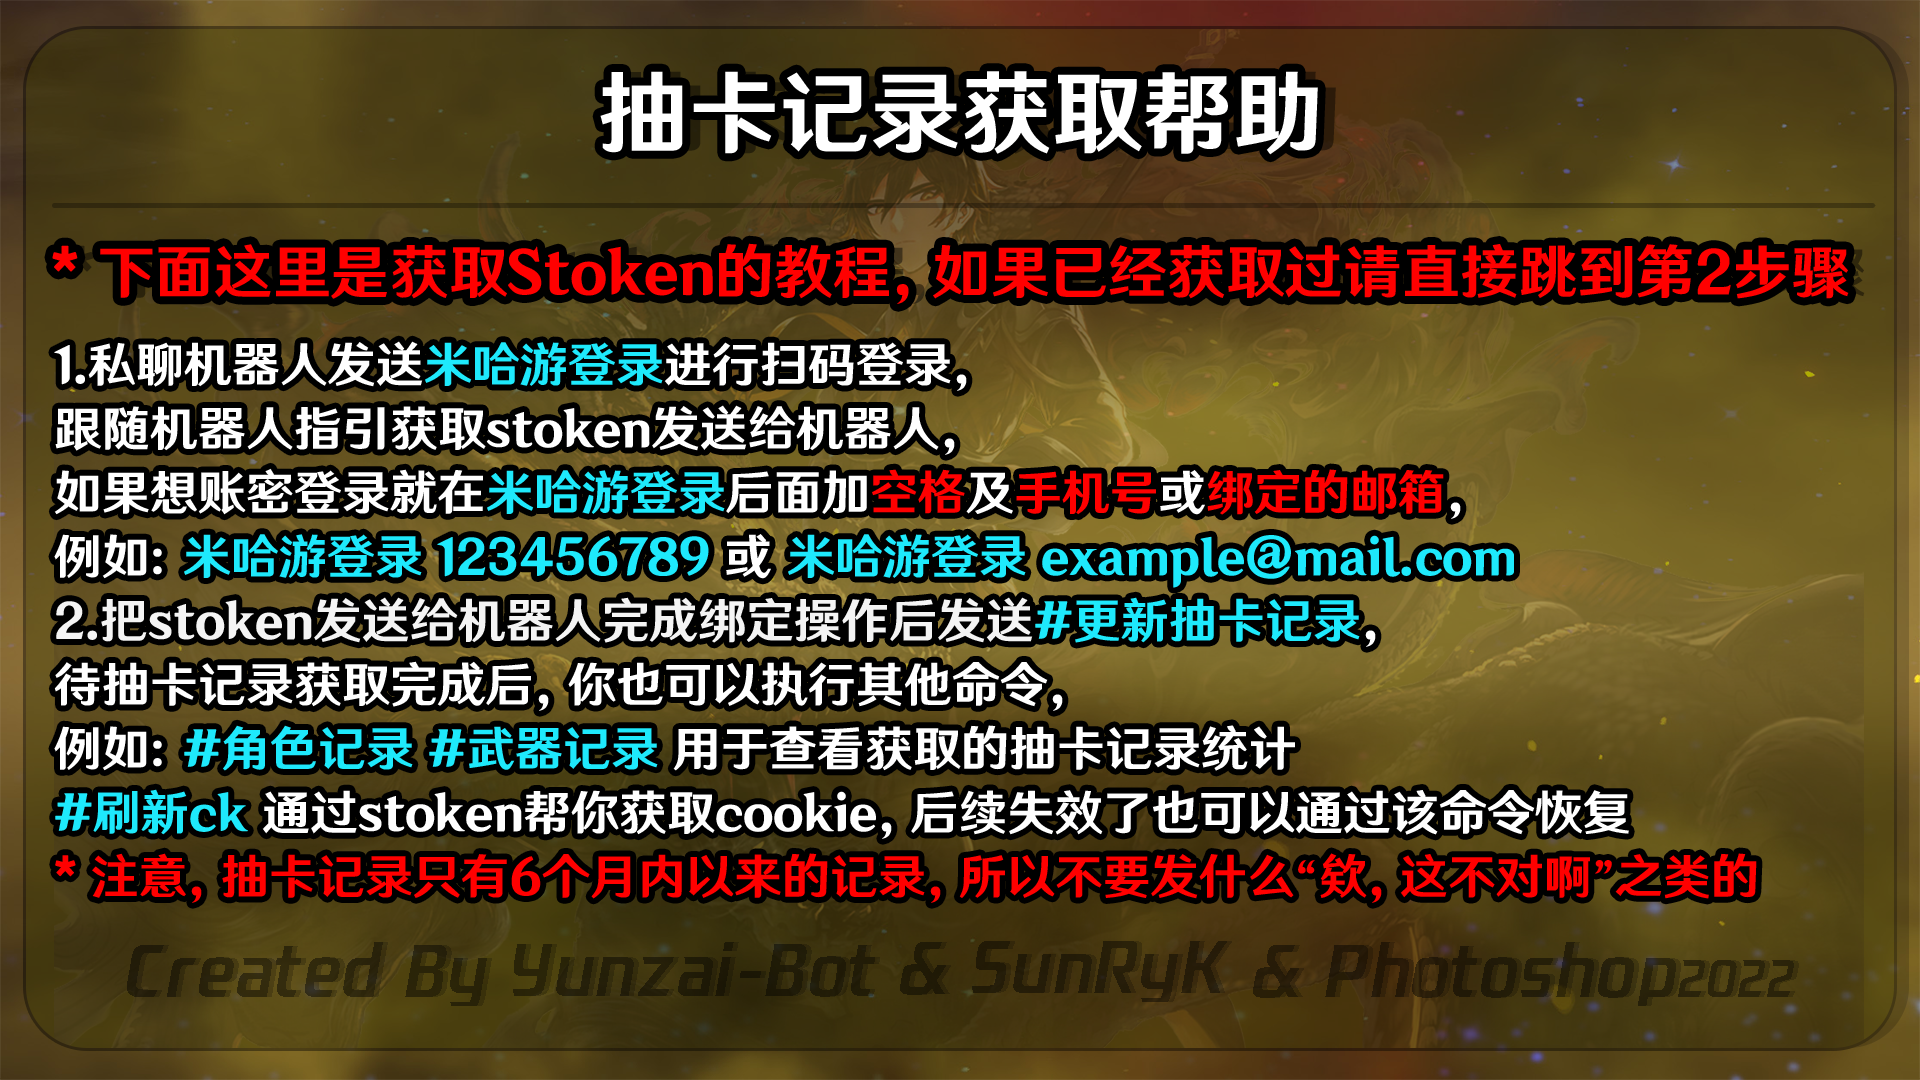 抽卡记录获取帮助
* 下面这里是获取Stoken的教程, 如果已经获取过请直接跳到第2步骤
1.私聊机器人发送米哈游登录进行扫码登录,
跟随机器人指引获取stoken发送给机器人,
如果想账密登录就在米哈游登录后面加空格及手机号或绑定的邮箱,
例如: 米哈游登录 123456789 或 米哈游登录 example@mail.com
2.把stoken发送给机器人完成绑定操作后发送#更新抽卡记录,
待抽卡记录获取完成后, 你也可以执行其他命令,
例如: #角色记录 #武器记录 用于查看获取的抽卡记录统计
#刷新ck 通过stoken帮你获取cookie, 后续失效了也可以通过该命令恢复
* 注意, 抽卡记录只有6个月内以来的记录, 所以不要发什么“欸, 这不对啊”之类的
Created By Yunzai-Bot & SunRyK & Photoshop2022